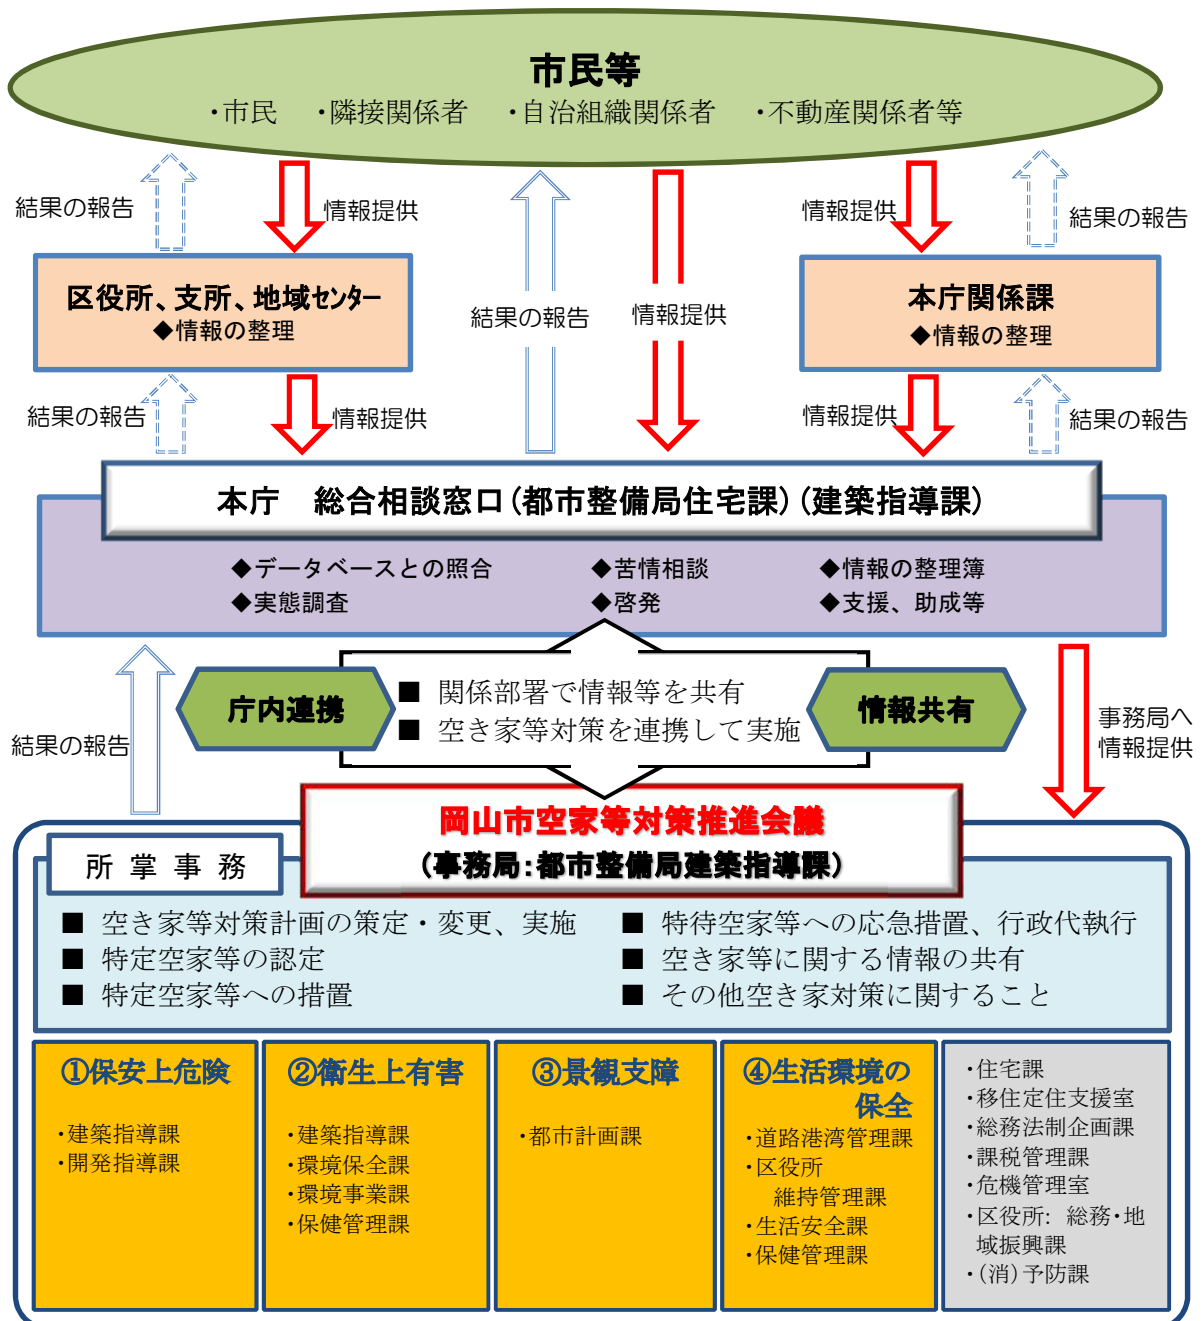 市民等
・市民　・隣接関係者　・自治組織関係者　・不動産関係者等
結果の報告
情報提供
情報提供
結果の報告
区役所、支所、地域センター
◆情報の整理
結果の報告
情報提供
本庁関係課
◆情報の整理
結果の報告
情報提供
情報提供
結果の報告
本庁　総合相談窓口(都市整備局住宅課)(建築指導課)
◆データベースとの照合　◆苦情相談　◆情報の整理簿
◆実態調査　◆啓発　◆支援、助成等
庁内連携
■ 関係部署で情報等を共有
■ 空き家等対策を連携して実施
情報共有
結果の報告
事務局へ
情報提供
岡山市空家等対策推進会議
(事務局:都市整備局建築指導課)
所 掌 事 務
■ 空き家等対策計画の策定・変更、実施
■ 特定空家等の認定
■ 特定空家等への措置
■ 特待空家等への応急措置、行政代執行
■ 空き家等に関する情報の共有
■ その他空き家対策に関すること
①保安上危険
・建築指導課
・開発指導課
②衛生上有害
・建築指導課
・環境保全課
・環境事業課
・保健管理課
③景観支障
・都市計画課
④生活環境の
保全
・道路港湾管理課
・区役所
維持管理課
・生活安全課
・保健管理課
・住宅課
・移住定住支援室
・総務法制企画課
・課税管理課
・危機管理室
・区役所: 総務・地
域振興課
・(消)予防課